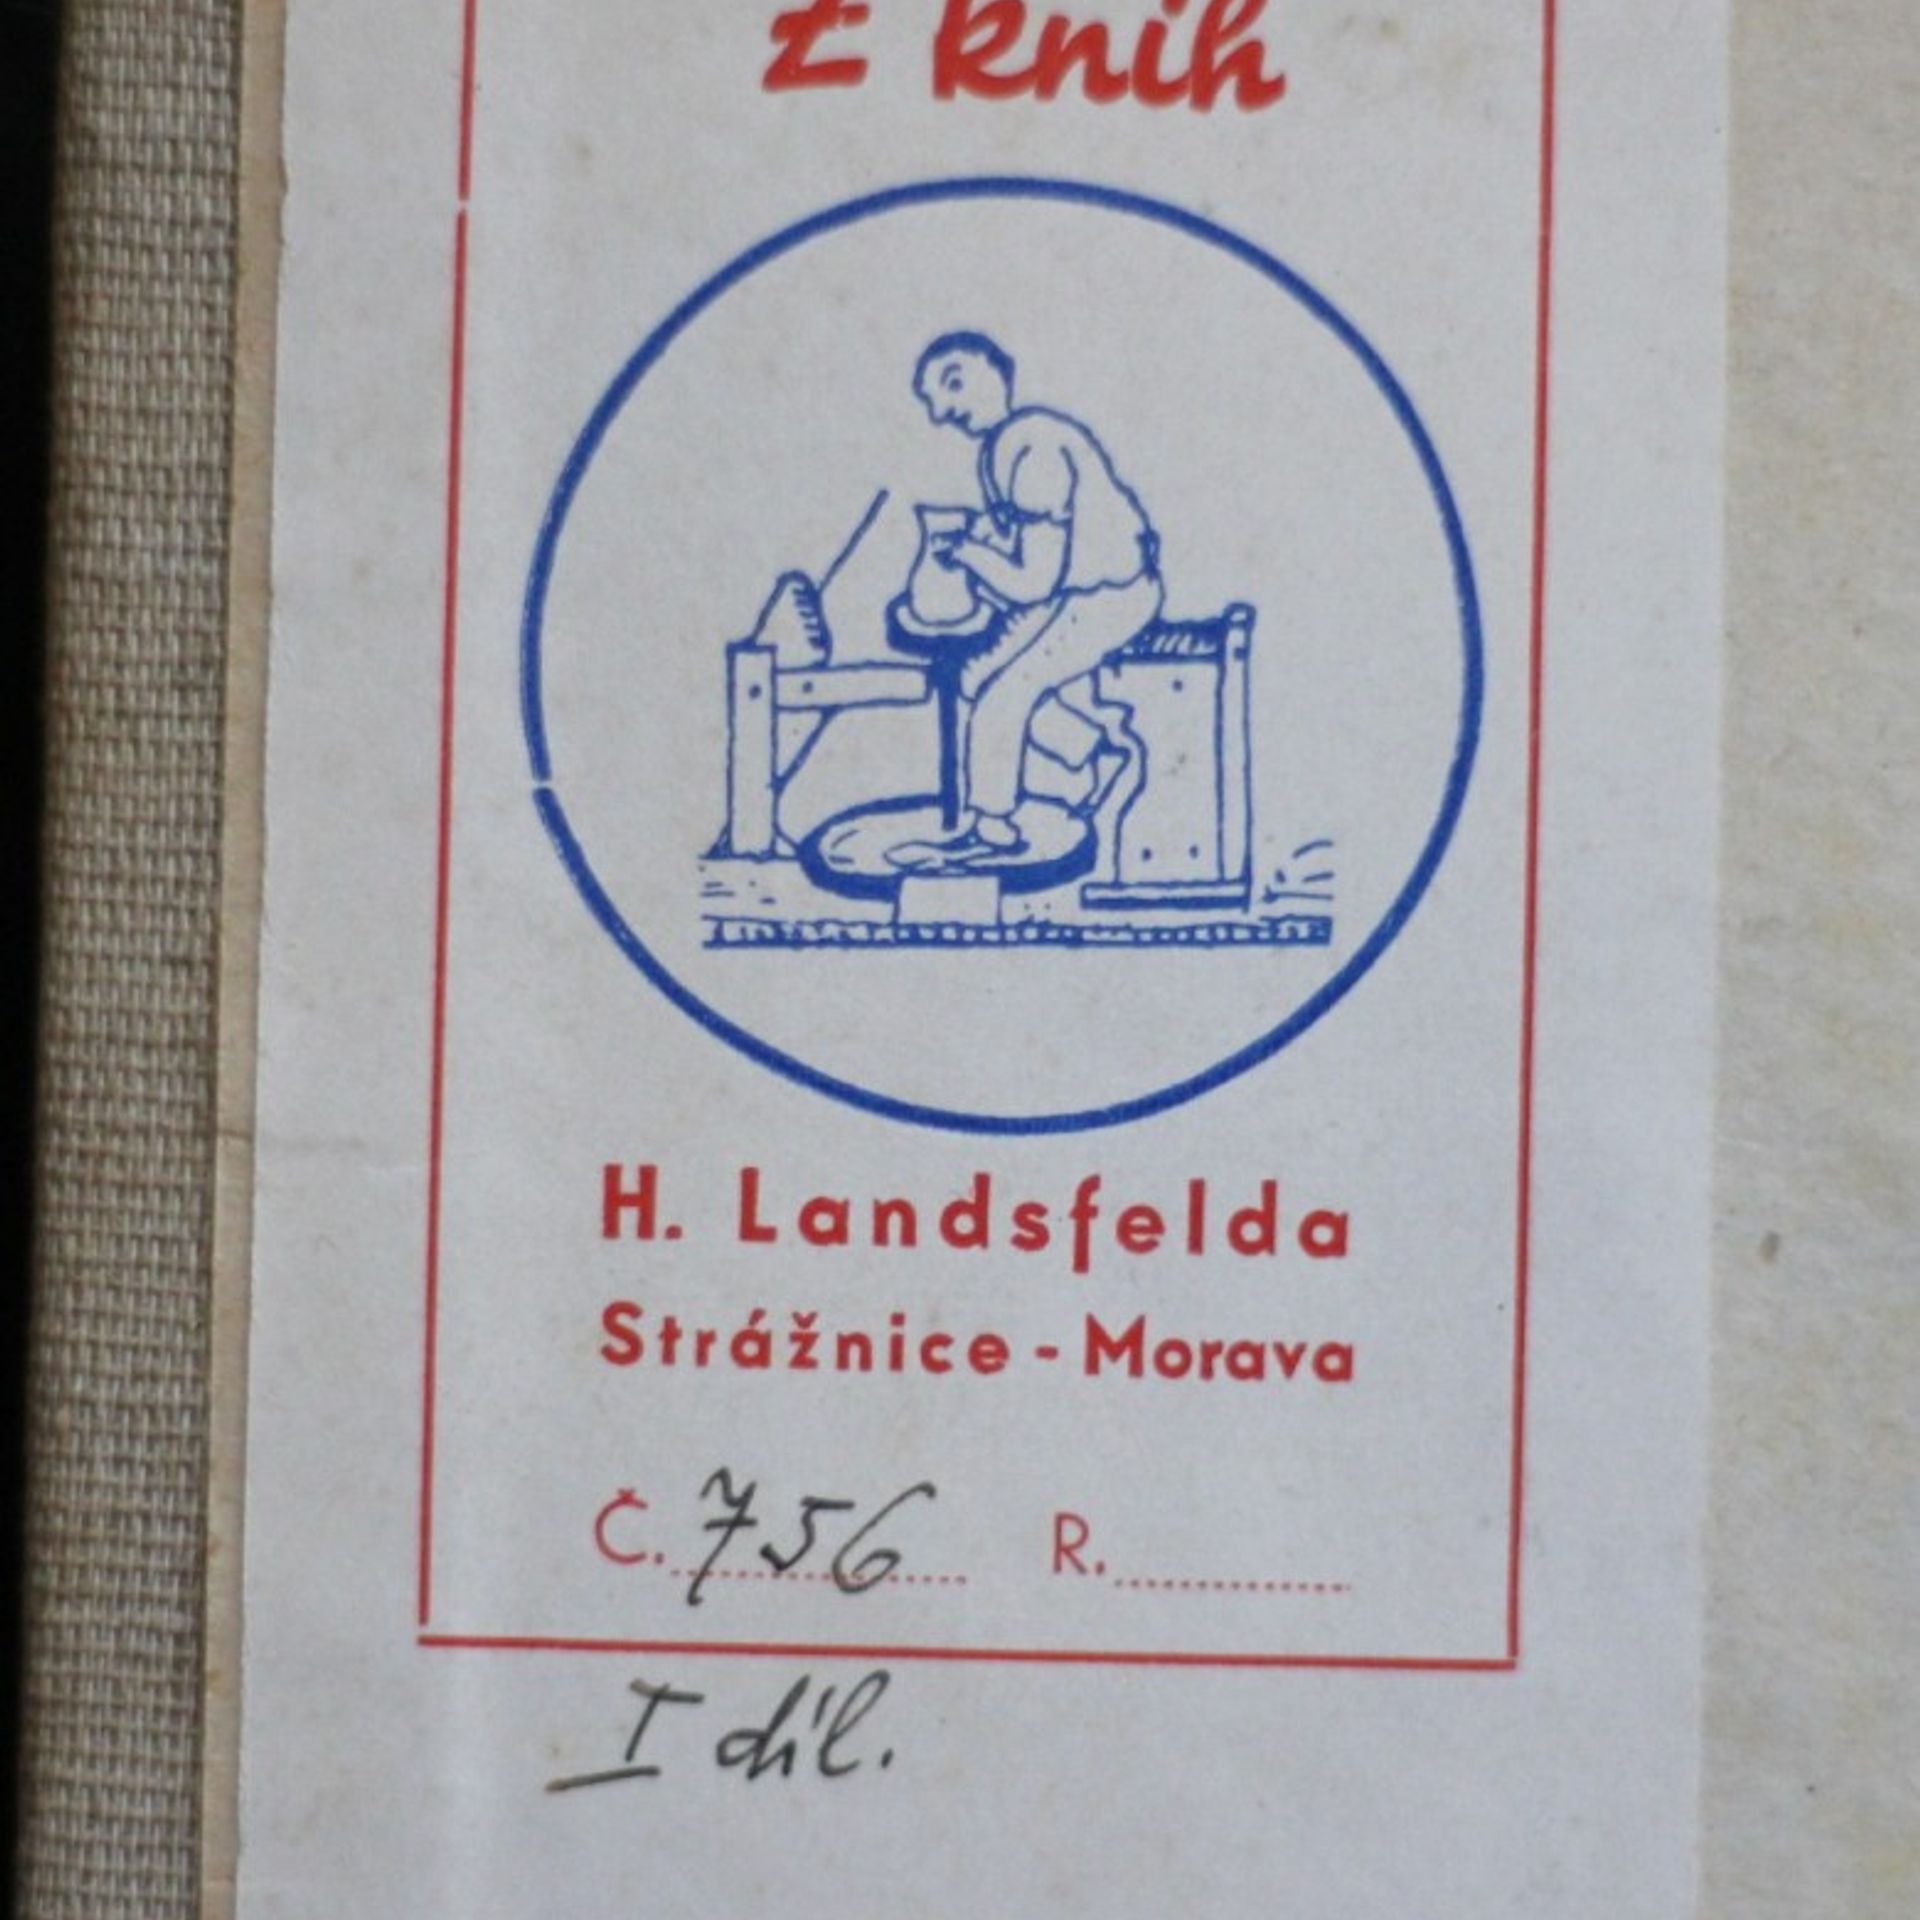 Z knih
H. Landsfelda
Strážnice - Morava
Č. 756 R.
I díl.